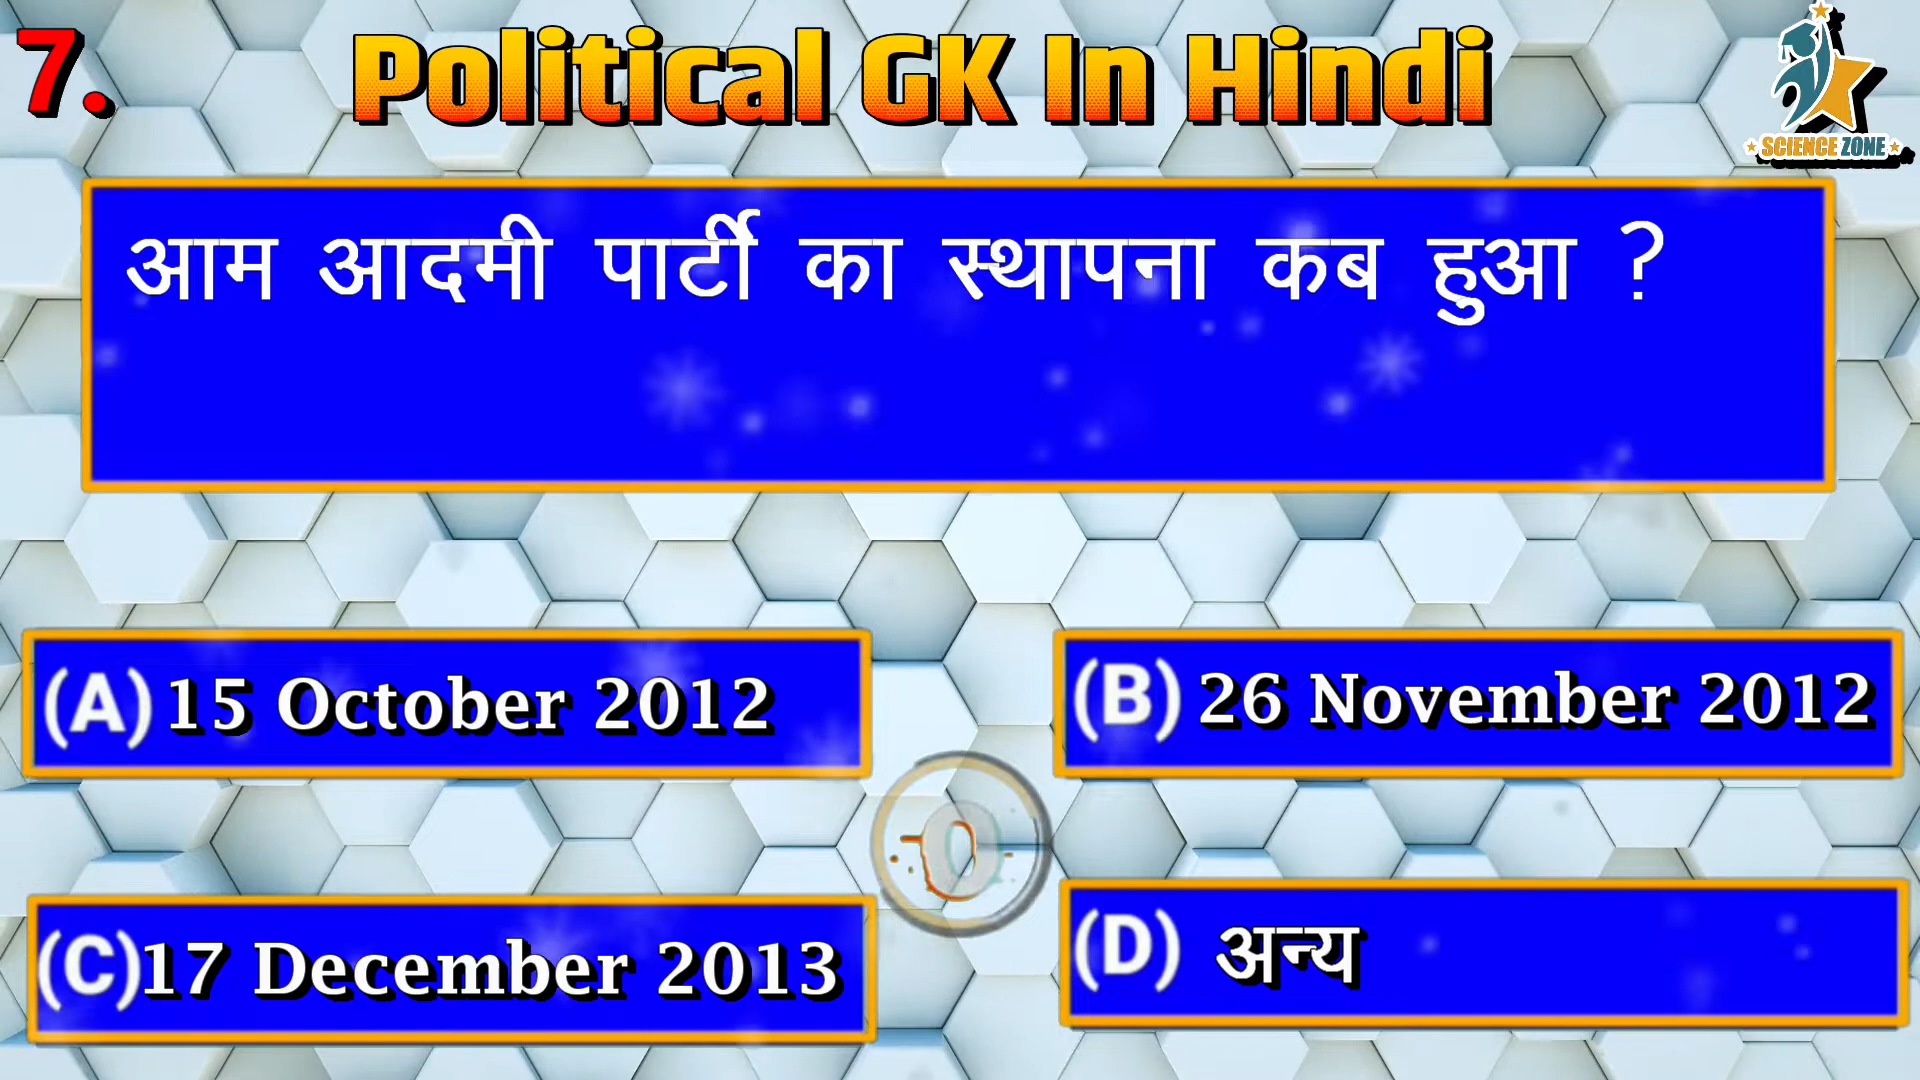 7.
Political GK In Hindi
SCIENCE ZONE
आम आदमी पार्टी का स्थापना कब हुआ ?
(A) 15 October 2012
(B) 26 November 2012
0
(C) 17 December 2013
(D) अन्य